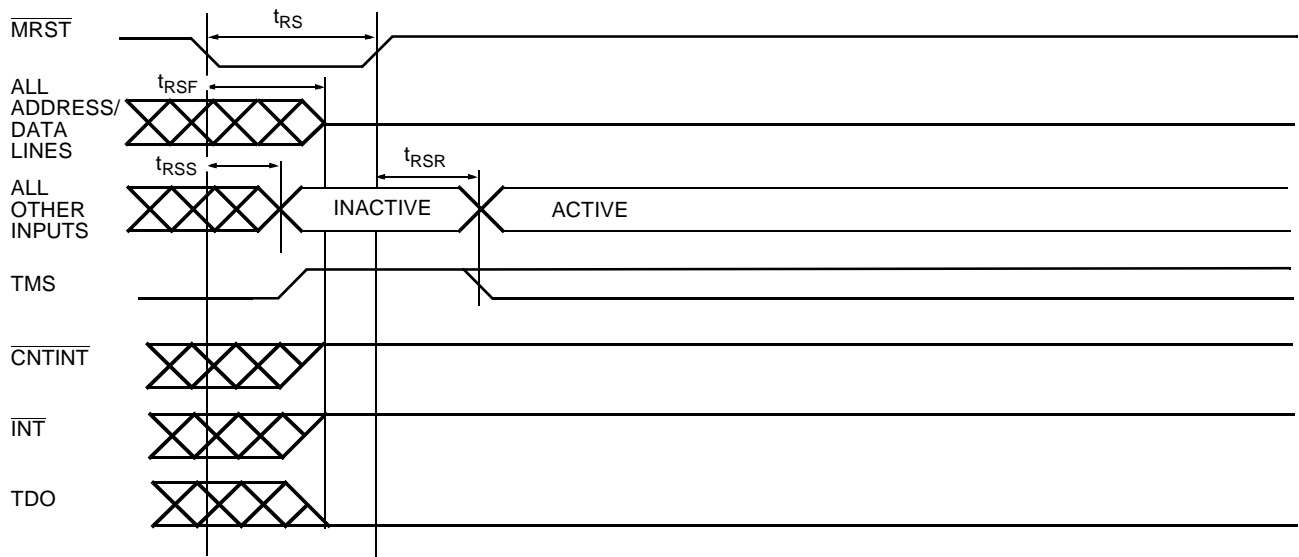 MRST
tRS
ALL
ADDRESS/
DATA
LINES
tRSF
tRSS
tRSR
ALL
OTHER
INPUTS
INACTIVE
ACTIVE
TMS
CNTINT
INT
TDO